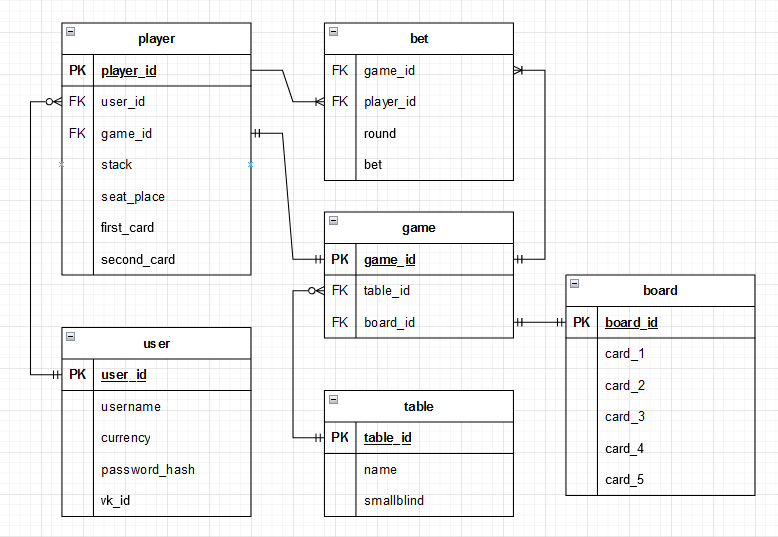 player
PK player_id
FK user_id
FK game_id
stack
seat_place
first_card
second_card
bet
FK game_id
FK player_id
round
bet
game
PK game_id
FK table_id
FK board_id
board
PK board_id
card_1
card_2
card_3
card_4
card_5
user
PK user_id
username
currency
password_hash
vk_id
table
PK table_id
name
smallblind